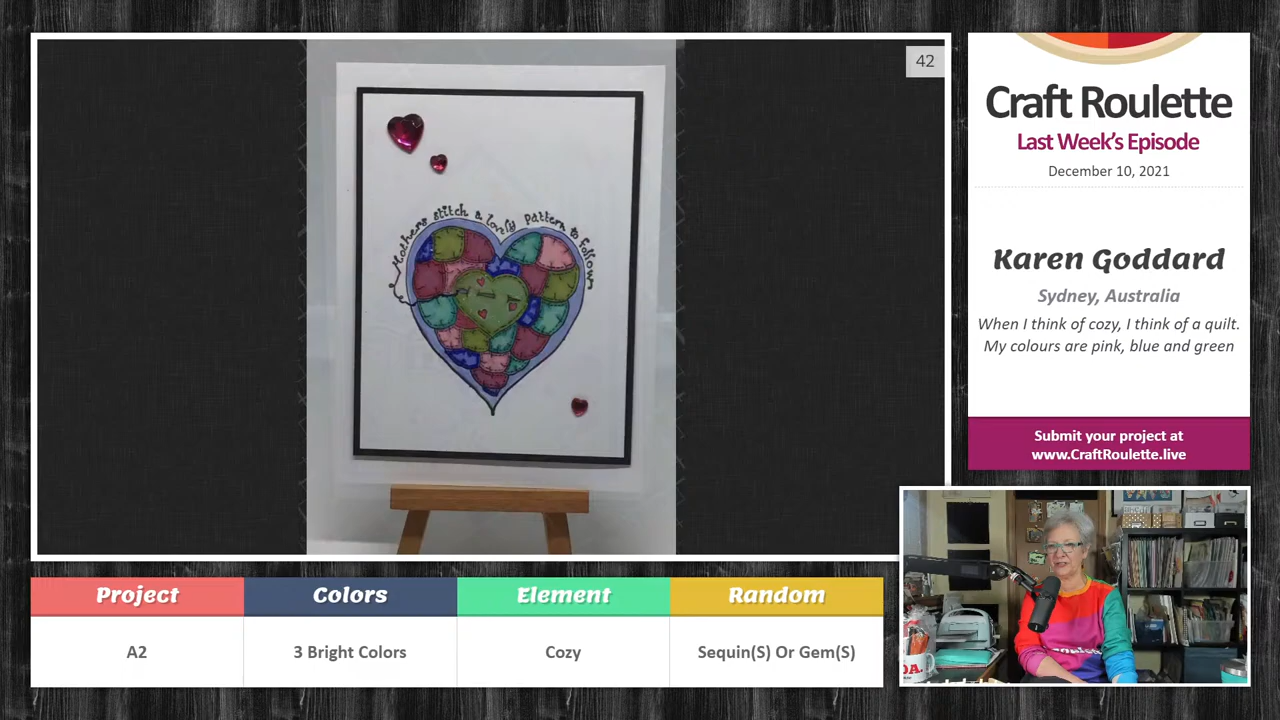 42
Mothers stitch a lovly pattern to follow
Craft Roulette
Last Week's Episode
December 10, 2021
Karen Goddard
Sydney, Australia
When I think of cozy, I think of a quilt.
My colours are pink, blue and green
Submit your project at
www.CraftRoulette.live
Project
Colors
Element
Random
A2
3 Bright Colors
Cozy
Sequin(S) Or Gem(S)